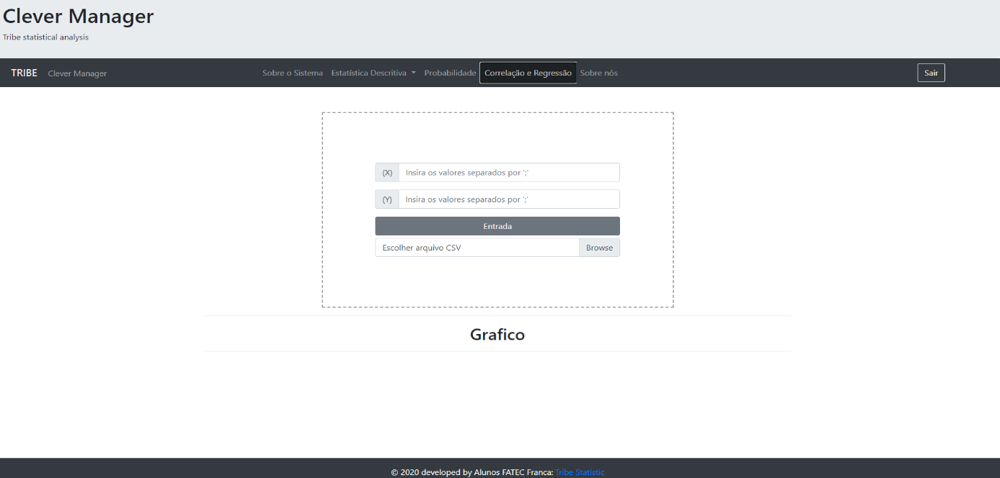 Clever Manager
Tribe statistical analysis
TRIBE Clever Manager Sobre o Sistema Estatística Descritiva Probabilidade Correlação e Regressão Sobre nós Sair
(X) Insira os valores separados por ';'
(Y) Insira os valores separados por ';'
Entrada
Escolher arquivo CSV Browse
Grafico
© 2020 developed by Alunos FATEC Franca: Tribe Statistic